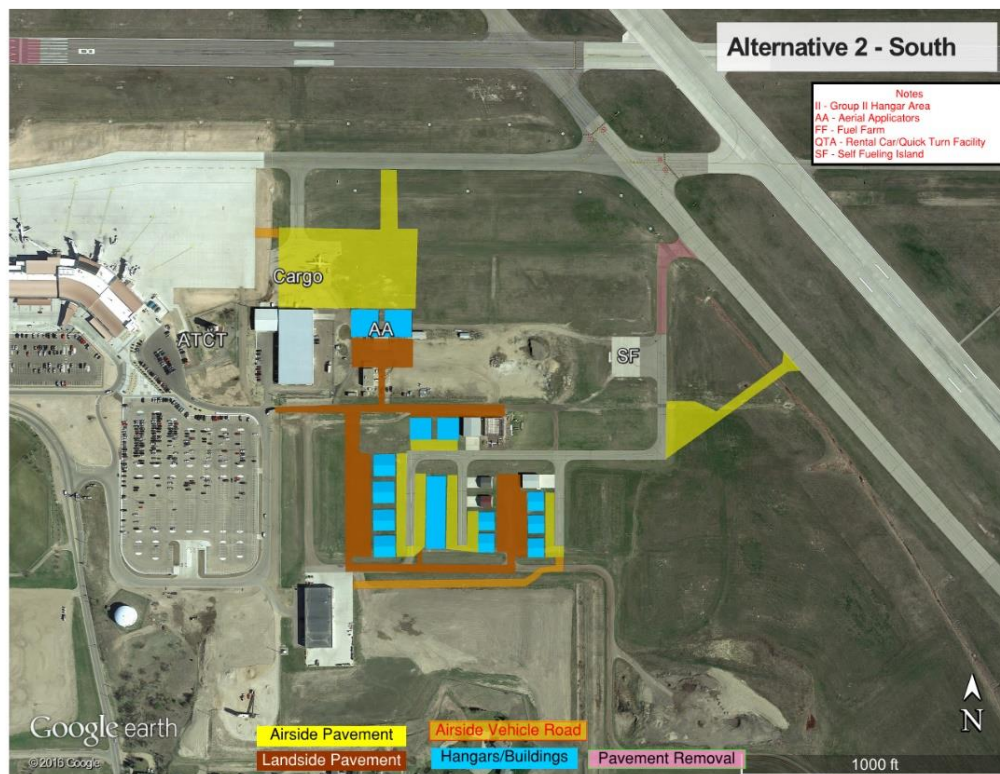 8
Alternative 2 - South
Notes
II - Group II Hangar Area
AA - Aerial Applicators
FF - Fuel Farm
QTA - Rental Car/Quick Turn Facility
SF - Self Fueling Island
Cargo
AA
ATCT
SF
Google earth
©2016 Google
Airside Pavement
Airside Vehicle Road
Landside Pavement
Hangars/Buildings
Pavement Removal
1000 ft
N